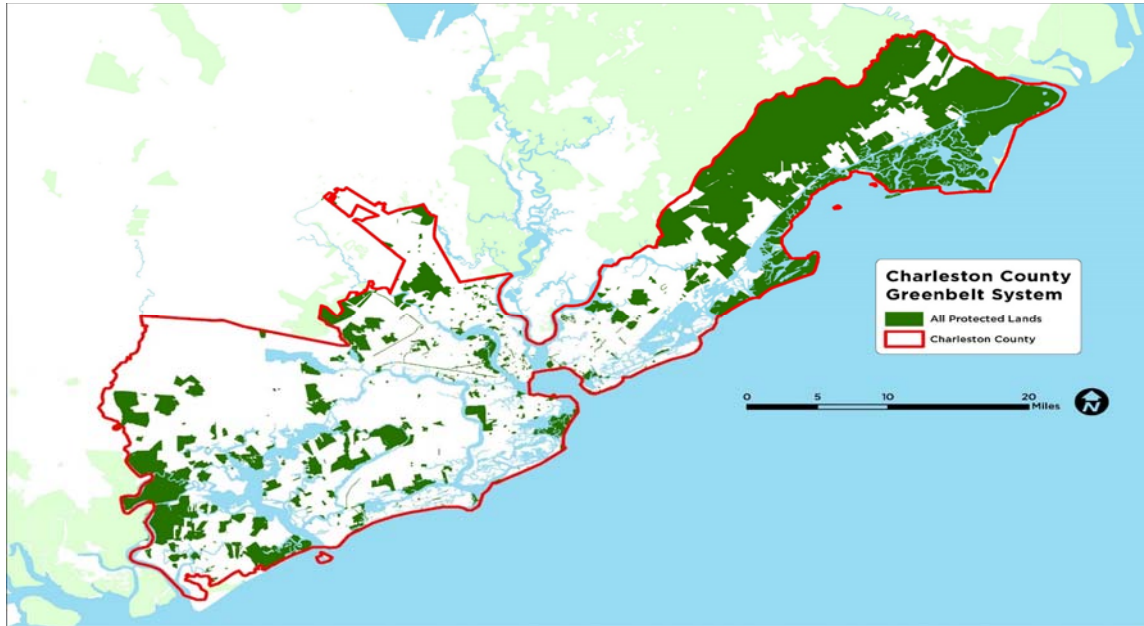 Charleston County
Greenbelt System
All Protected Lands
Charleston County
0 5 10 20
Miles
N